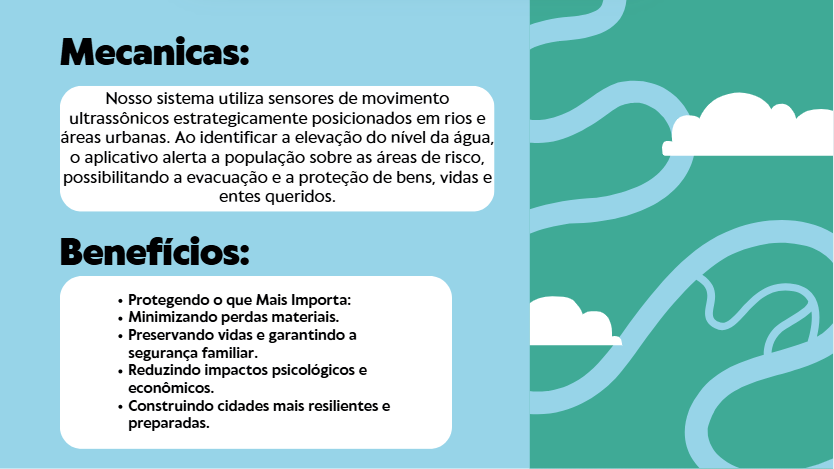 Mecanicas:
Nosso sistema utiliza sensores de movimento
ultrassônicos estrategicamente posicionados em rios e
áreas urbanas. Ao identificar a elevação do nível da água,
o aplicativo alerta a população sobre as áreas de risco,
possibilitando a evacuação e a proteção de bens, vidas e
entes queridos.
Benefícios:
• Protegendo o que Mais Importa:
• Minimizando perdas materiais.
• Preservando vidas e garantindo a
segurança familiar.
• Reduzindo impactos psicológicos e
econômicos.
• Construindo cidades mais resilientes e
preparadas.